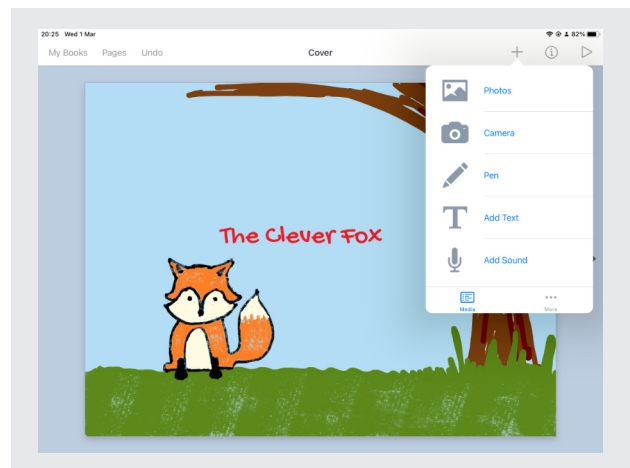 20:25 Wed 1 Mar 82%
My Books Pages Undo Cover
Photos
Camera
Pen
The Clever Fox
Add Text
Add Sound
Media More